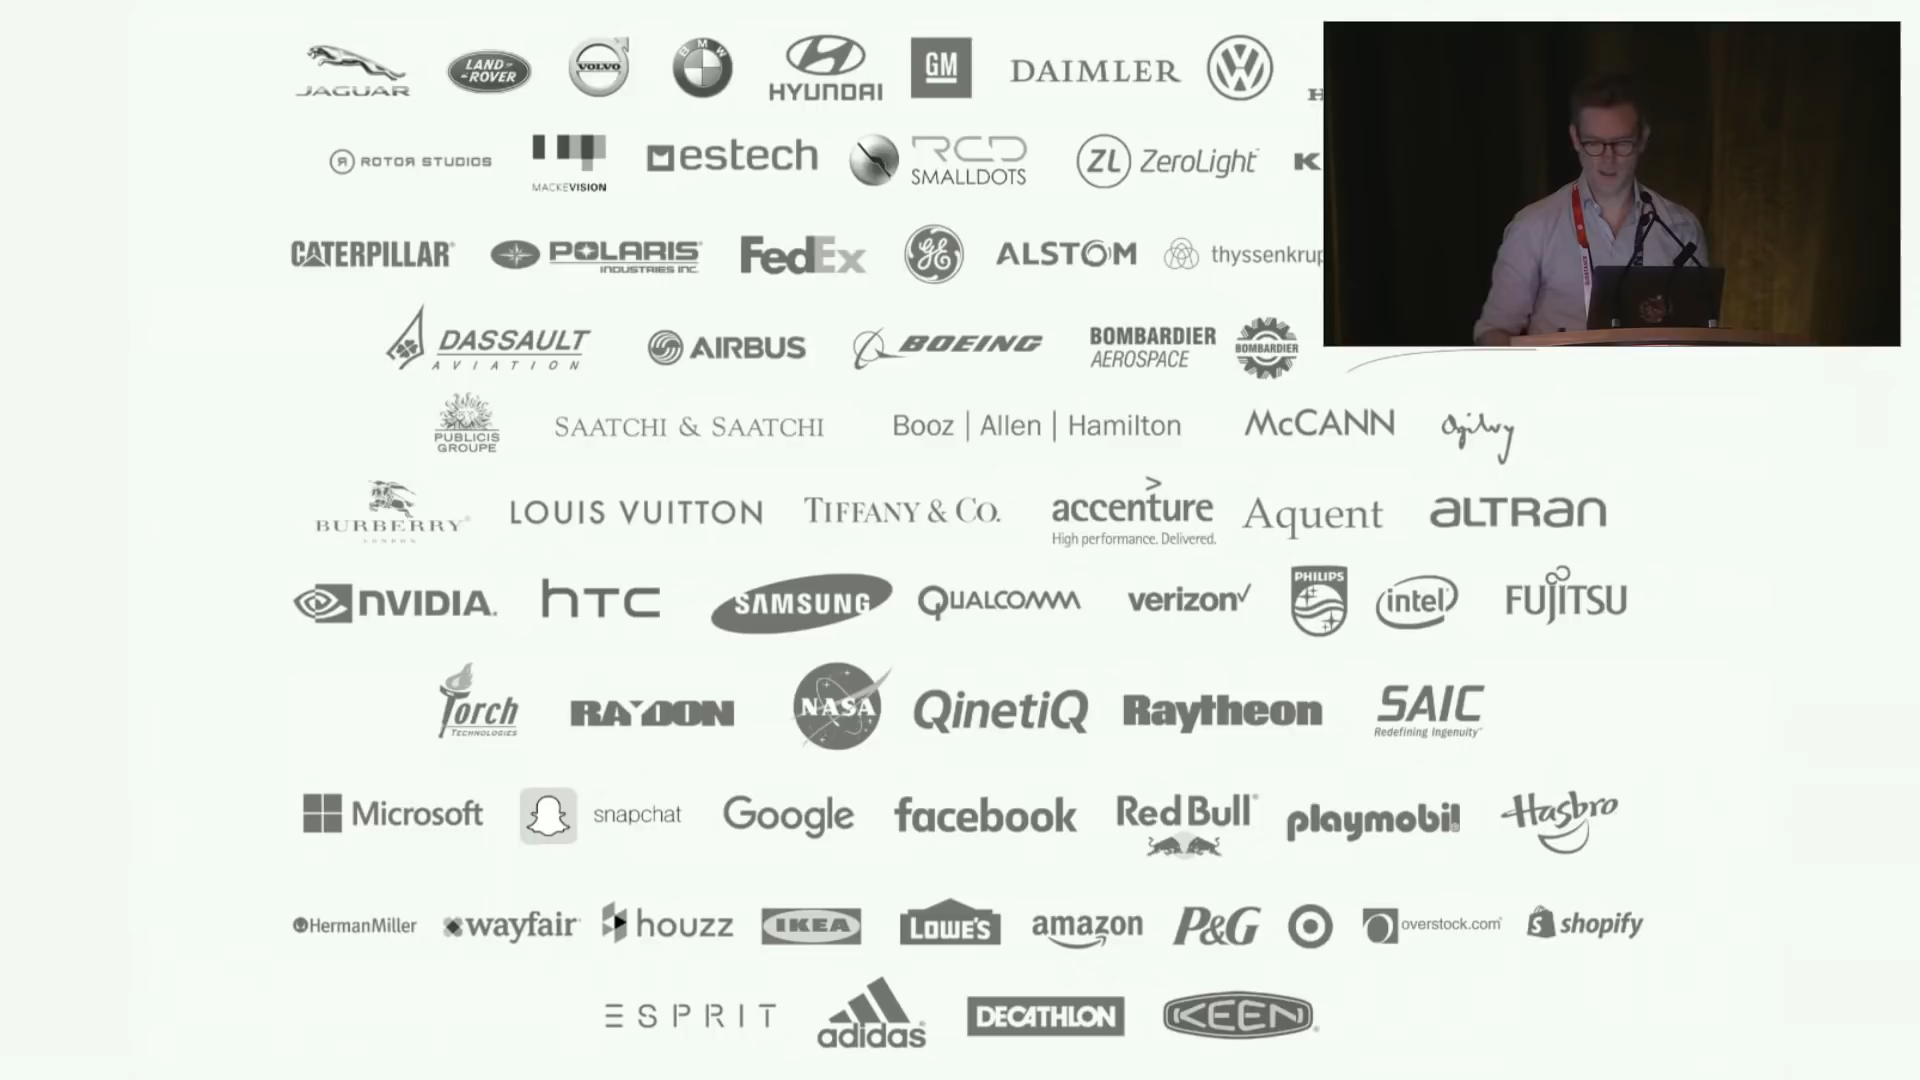 JAGUAR LAND ROVER VOLVO BMW HYUNDAI GM DAIMLER VW
ROTOR STUDIOS MACKEVISION estech RCD SMALLDOTS ZL ZeroLight
CATERPILLAR POLARIS INDUSTRIES INC. FedEx GE ALSTOM thyssenkrup
DASSAULT AVIATION AIRBUS BOEING BOMBARDIER AEROSPACE BOMBARDIER
PUBLICIS GROUPE SAATCHI & SAATCHI Booz | Allen | Hamilton McCANN Ogilvy
BURBERRY LONDON LOUIS VUITTON TIFFANY & CO. accenture High performance. Delivered. Aquent ALTRAN
NVIDIA. hTC SAMSUNG QUALCOMM verizon PHILIPS intel FUJITSU
Torch TECHNOLOGIES RAYDON NASA QinetiQ Raytheon SAIC Redefining Ingenuity
Microsoft snapchat Google facebook Red Bull playmobil Hasbro
HermanMiller wayfair houzz IKEA LOWE'S amazon P&G overstock.com shopify
ESPRIT adidas DECATHLON KEEN